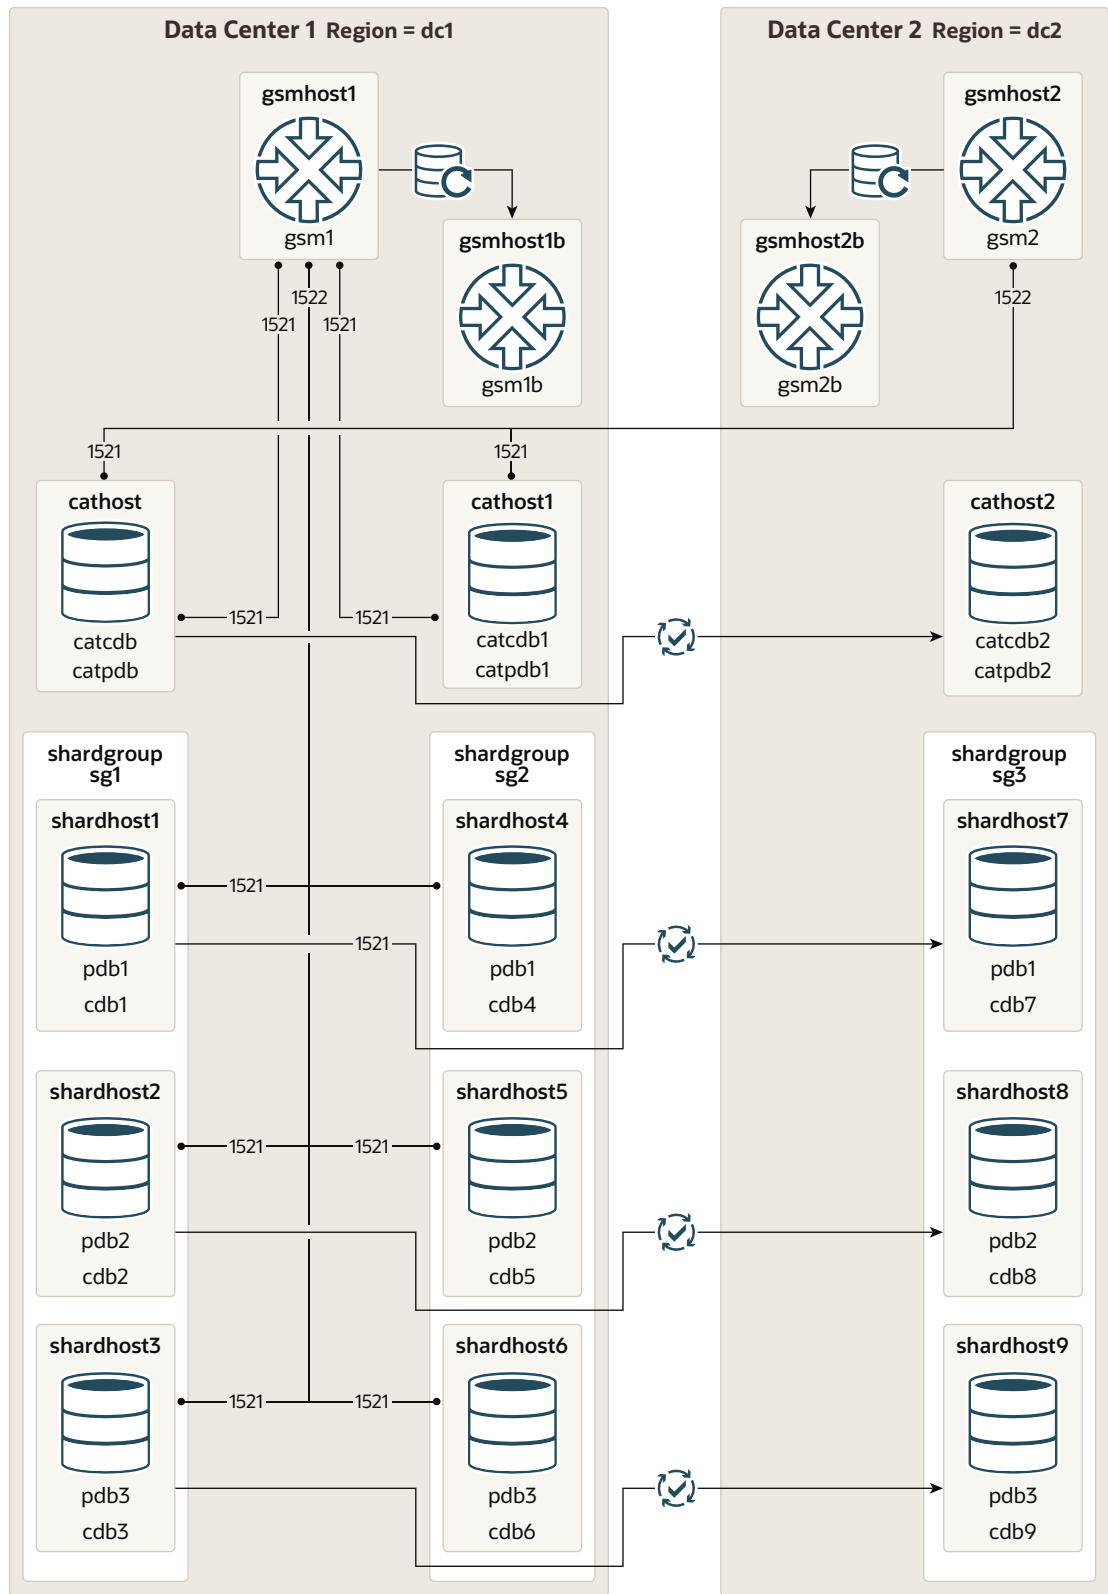 Data Center 1 Region = dc1
Data Center 2 Region = dc2
gsmhost1
gsm1
gsmhost1b
gsm1b
gsmhost2
gsm2
gsmhost2b
gsm2b
1522
1521
1521
1522
1521
1521
cathost
catcdb
catpdb
cathost1
catcdb1
catpdb1
cathost2
catcdb2
catpdb2
1521
1521
shardgroup
sg1
shardgroup
sg2
shardgroup
sg3
shardhost1
pdb1
cdb1
1521
1521
shardhost4
pdb1
cdb4
shardhost7
pdb1
cdb7
shardhost2
pdb2
cdb2
1521
1521
shardhost5
pdb2
cdb5
shardhost8
pdb2
cdb8
shardhost3
pdb3
cdb3
1521
1521
shardhost6
pdb3
cdb6
shardhost9
pdb3
cdb9